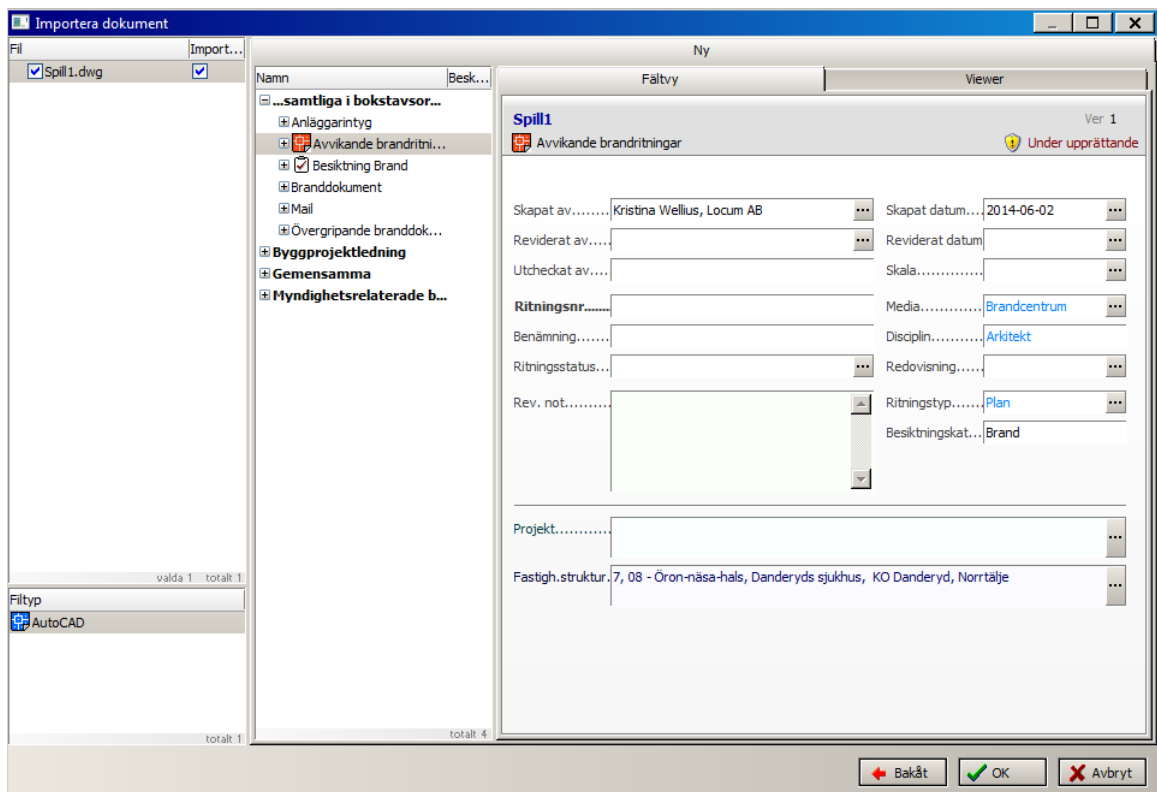 Importera dokument
Fil Import...
Spill1.dwg
valda 1 totalt 1
Filtyp
AutoCAD
totalt 1
Ny
Namn Besk...
...samtliga i bokstavsor...
Anläggarintyg
Avvikande brandritni...
Besiktning Brand
Branddokument
Mail
Övergripande branddok...
Byggprojektledning
Gemensamma
Myndighetsrelaterade b...
totalt 4
Fältvy Viewer
Spill1 Ver 1
Avvikande brandritningar Under upprättande
Skapat av........ Kristina Wellius, Locum AB ... Skapat datum.... 2014-06-02 ...
Reviderat av..... ... Reviderat datum ...
Utcheckat av.... Skala.............. ...
Ritningsnr....... Media............. Brandcentrum ...
Benämning....... Disciplin........... Arkitekt
Ritningsstatus... ... Redovisning...... ...
Rev. not.......... Ritningstyp....... Plan ...
Besiktningskat... Brand
Projekt............ ...
Fastigh.struktur. 7, 08 - Öron-näsa-hals, Danderyds sjukhus, KO Danderyd, Norrtälje ...
Bakåt OK Avbryt